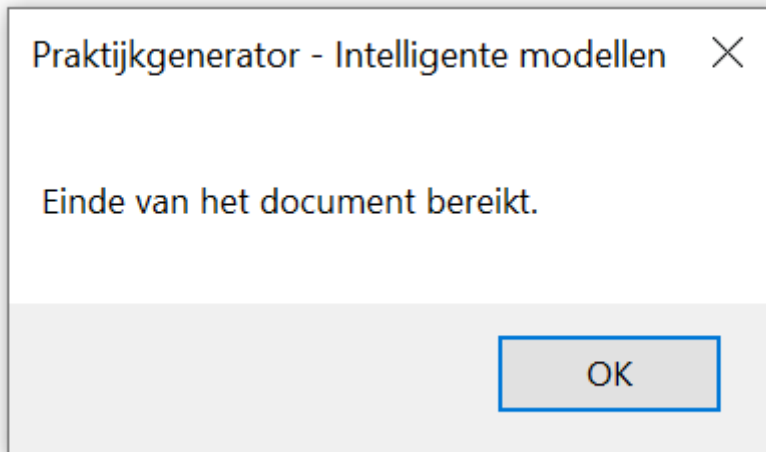 Praktijkgenerator - Intelligente modellen
Einde van het document bereikt.
OK